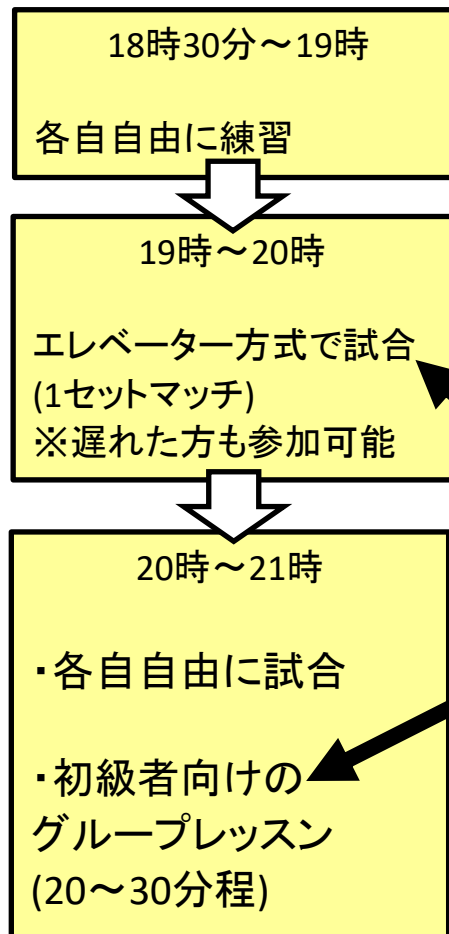 18時30分～19時
各自自由に練習
19時～20時
エレベーター方式で試合
(1セットマッチ)
※遅れた方も参加可能
20時～21時
・各自自由に試合
・初級者向けの
グループレッスン
(20～30分程)